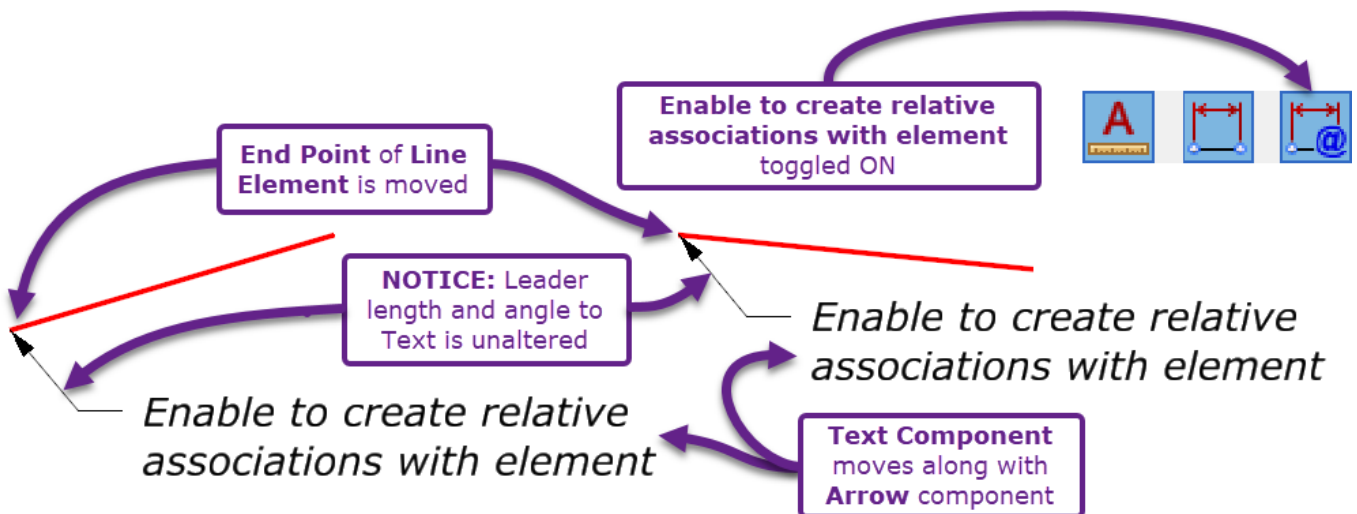 Enable to create relative
associations with element
toggled ON
A
@
End Point of Line
Element is moved
NOTICE: Leader
length and angle to
Text is unaltered
Enable to create relative
associations with element
Enable to create relative
associations with element
Text Component
moves along with
Arrow component